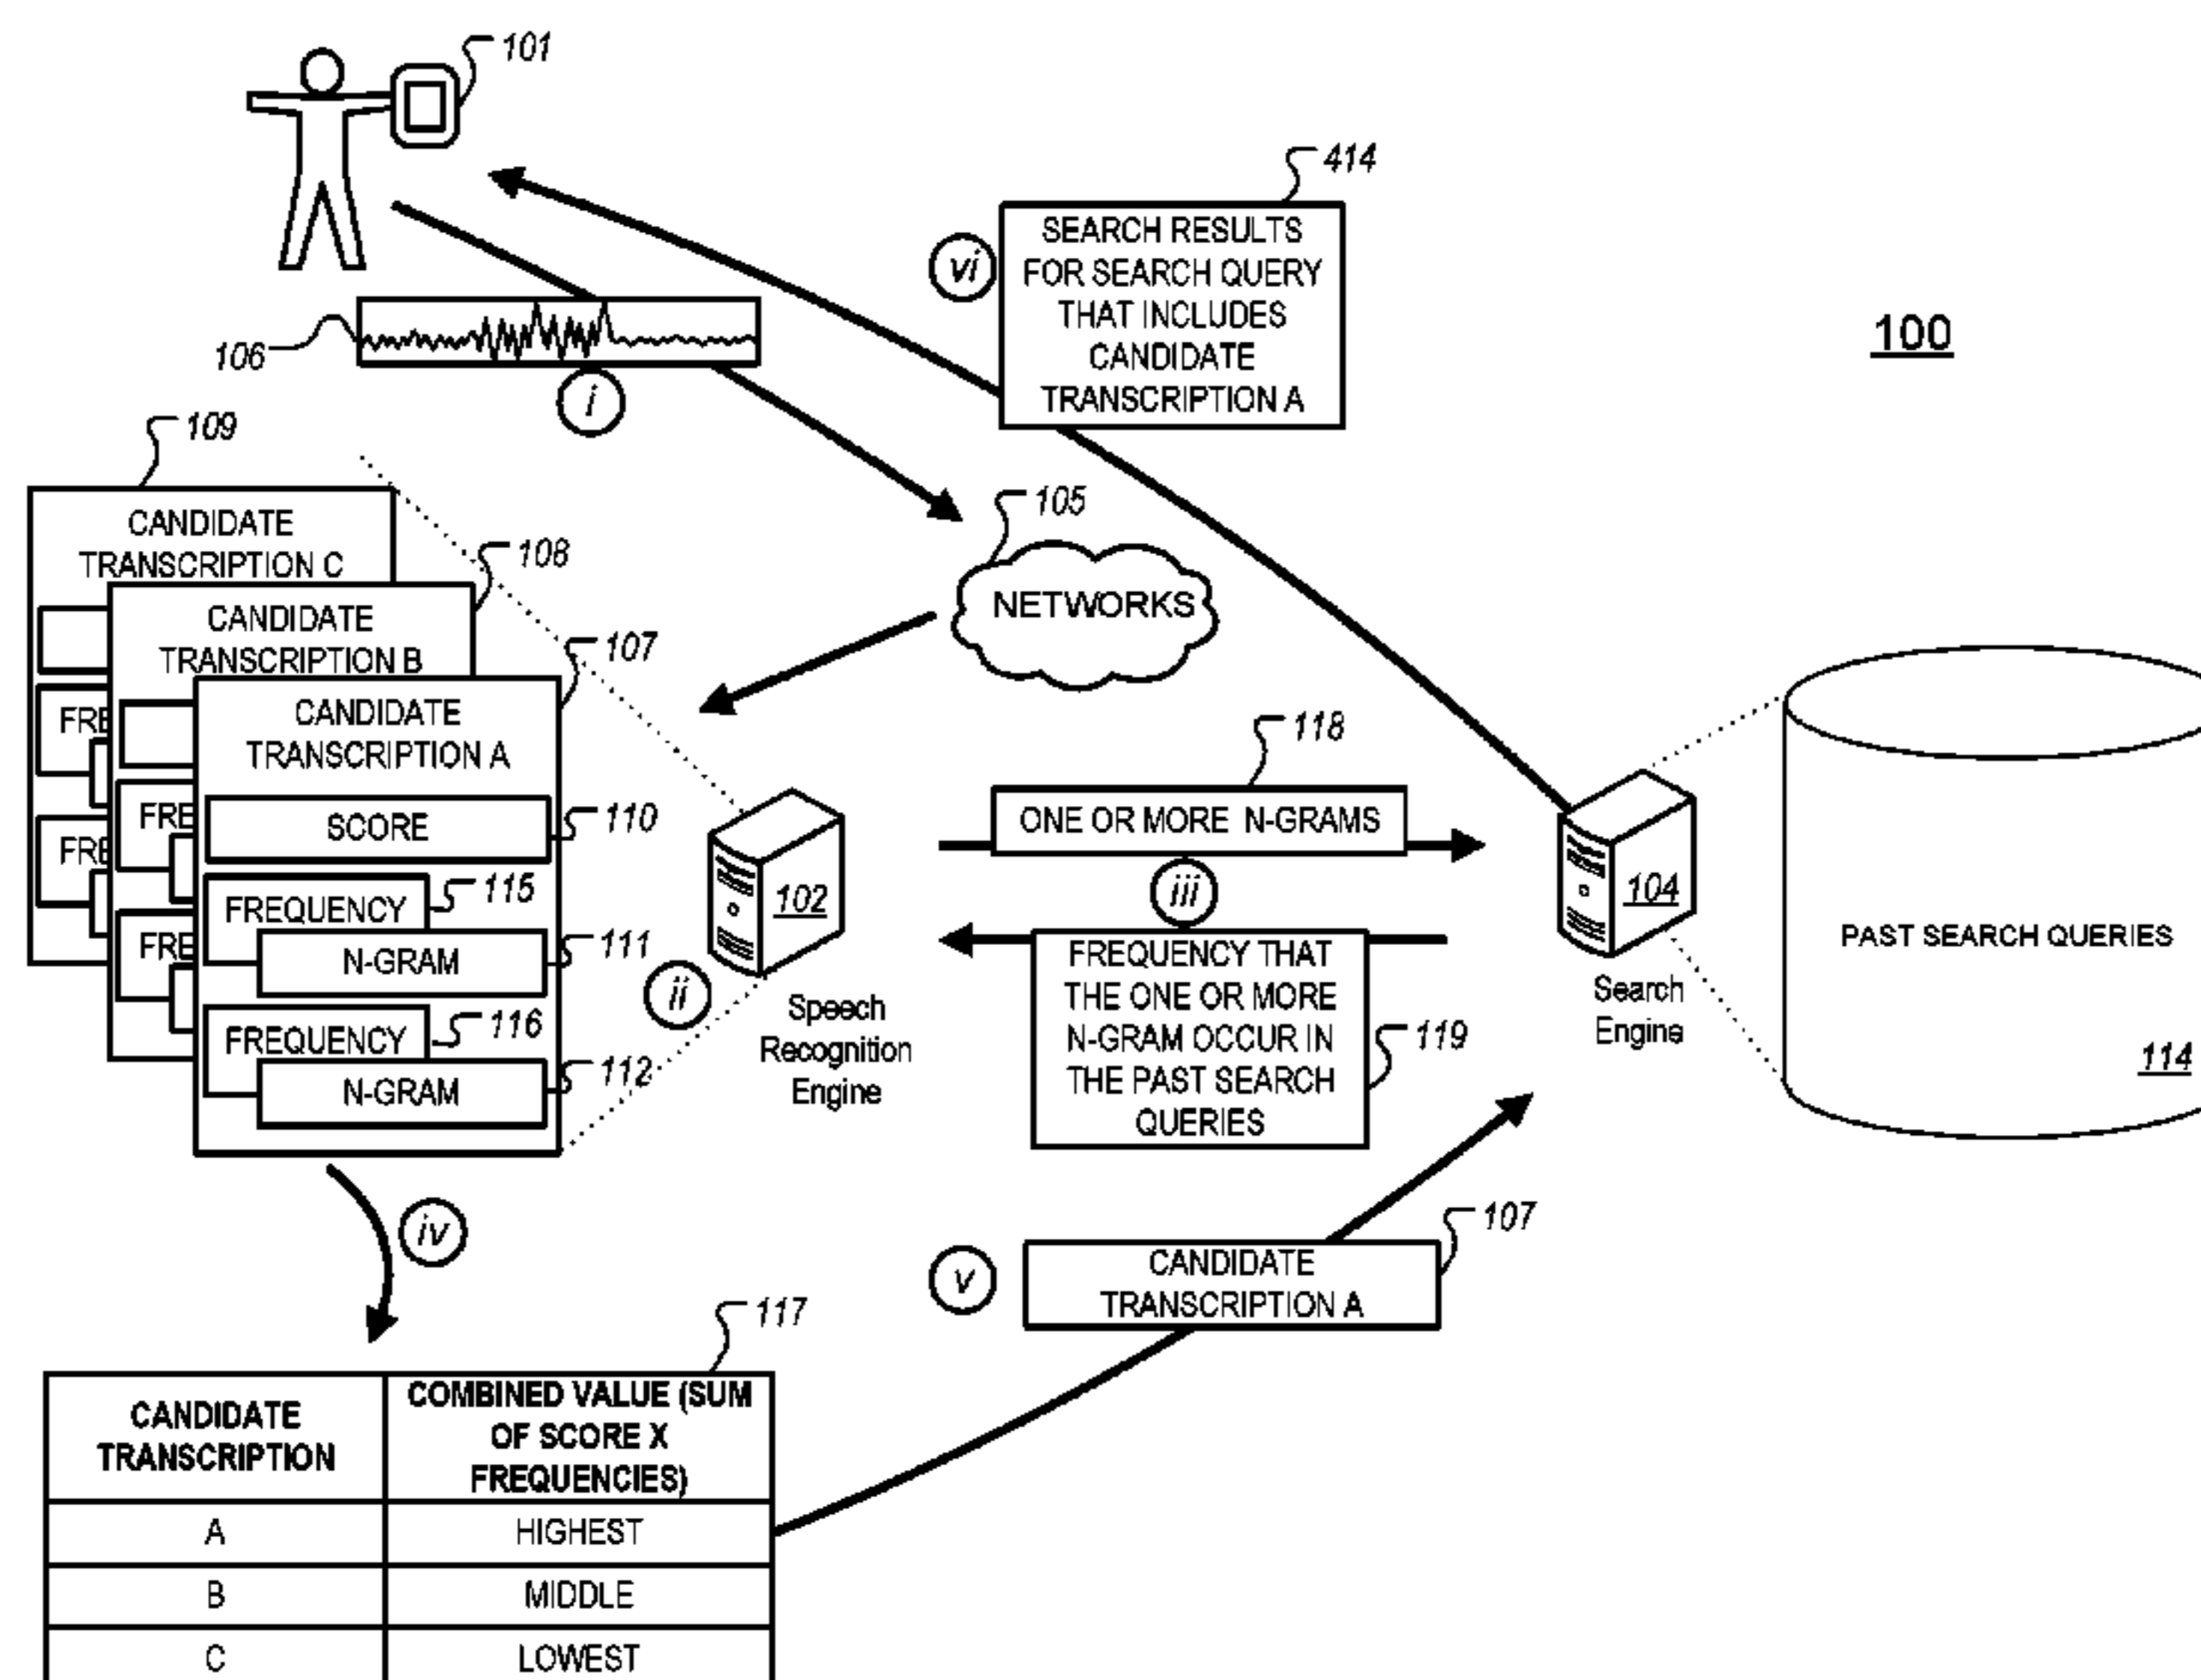 101
414
vi
SEARCH RESULTS
FOR SEARCH QUERY
THAT INCLUDES
CANDIDATE
TRANSCRIPTION A
100
106
i
109
CANDIDATE
TRANSCRIPTION C
FRE
FRE
108
CANDIDATE
TRANSCRIPTION B
FRE
FRE
107
CANDIDATE
TRANSCRIPTION A
SCORE
110
FREQUENCY
115
N-GRAM
111
FREQUENCY
116
N-GRAM
112
105
NETWORKS
102
ii
Speech
Recognition
Engine
118
ONE OR MORE N-GRAMS
iii
FREQUENCY THAT
THE ONE OR MORE
N-GRAM OCCUR IN
THE PAST SEARCH
QUERIES
119
104
Search
Engine
PAST SEARCH QUERIES
114
iv
v
CANDIDATE
TRANSCRIPTION A
107
117
CANDIDATE
TRANSCRIPTION
COMBINED VALUE (SUM
OF SCORE X
FREQUENCIES)
A HIGHEST
B MIDDLE
C LOWEST